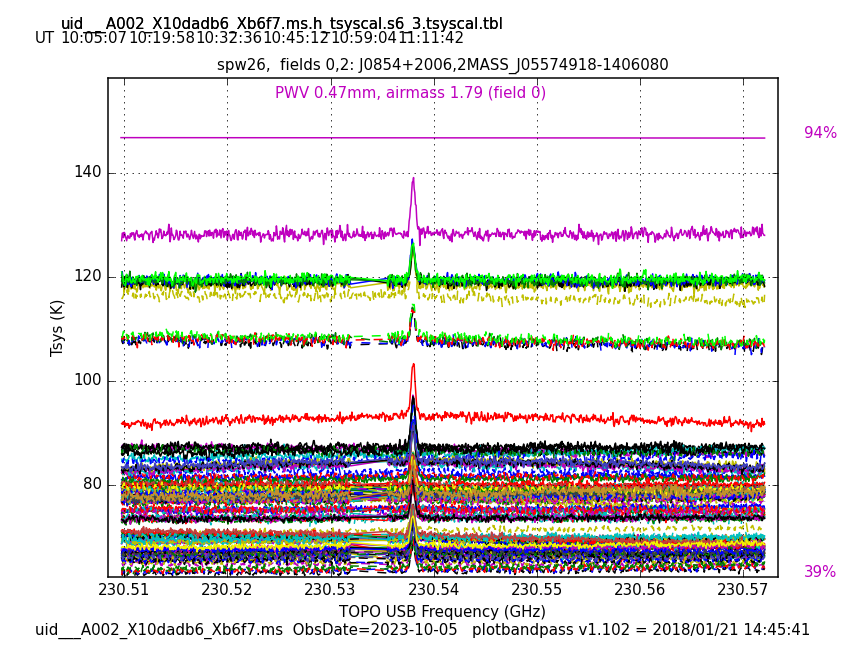 uid___A002_X10dadb6_Xb6f7.ms.h_tsyscal.s6_3.tsyscal.tbl
UT 10:05:07 10:19:58 10:32:36 10:45:12 10:59:04 11:11:42
spw26, fields 0,2: J0854+2006,2MASS_J05574918-1406080
PWV 0.47mm, airmass 1.79 (field 0)
94%
140
120
100
80
Tsys (K)
39%
230.51 230.52 230.53 230.54 230.55 230.56 230.57
TOPO USB Frequency (GHz)
uid___A002_X10dadb6_Xb6f7.ms ObsDate=2023-10-05 plotbandpass v1.102 = 2018/01/21 14:45:41